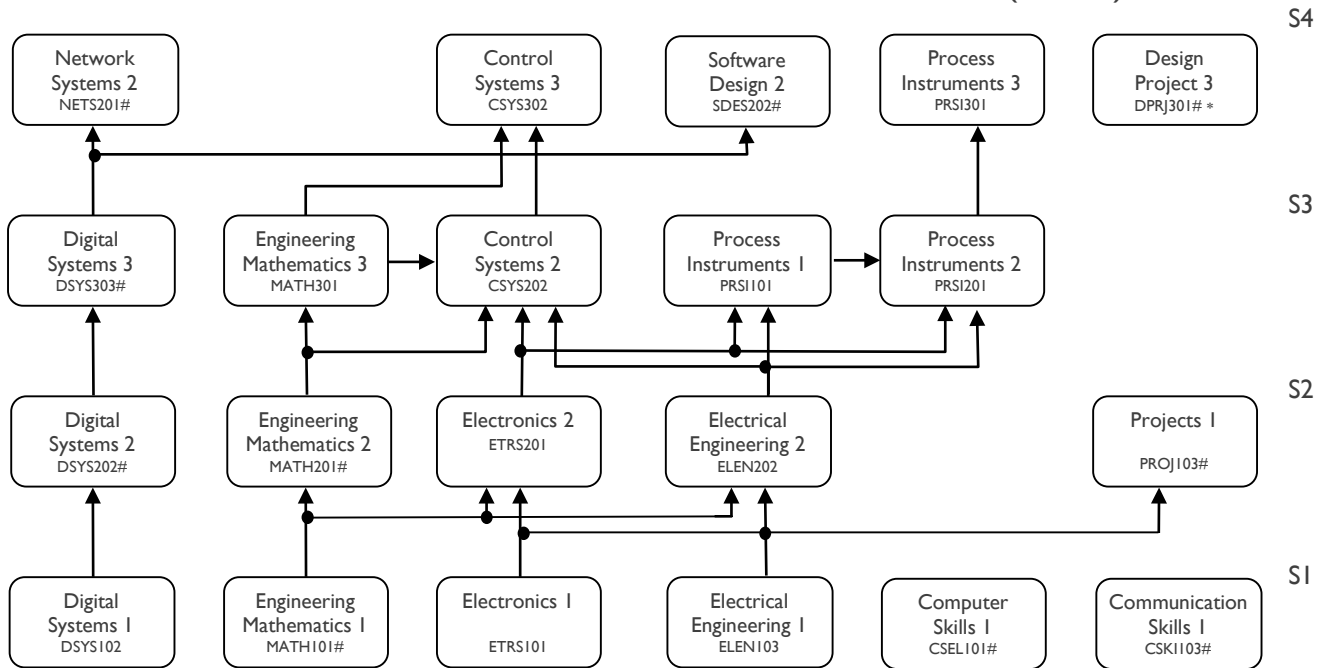 S4
Network
Systems 2
NETS201#
Control
Systems 3
CSYS302
Software
Design 2
SDES202#
Process
Instruments 3
PRSI301
Design
Project 3
DPRJ301# *
S3
Digital
Systems 3
DSYS303#
Engineering
Mathematics 3
MATH301
Control
Systems 2
CSYS202
Process
Instruments 1
PRSI101
Process
Instruments 2
PRSI201
S2
Digital
Systems 2
DSYS202#
Engineering
Mathematics 2
MATH201#
Electronics 2
ETRS201
Electrical
Engineering 2
ELEN202
Projects 1
PROJ103#
S1
Digital
Systems 1
DSYS102
Engineering
Mathematics 1
MATH101#
Electronics 1
ETRS101
Electrical
Engineering 1
ELEN103
Computer
Skills 1
CSEL101#
Communication
Skills 1
CSKI103#